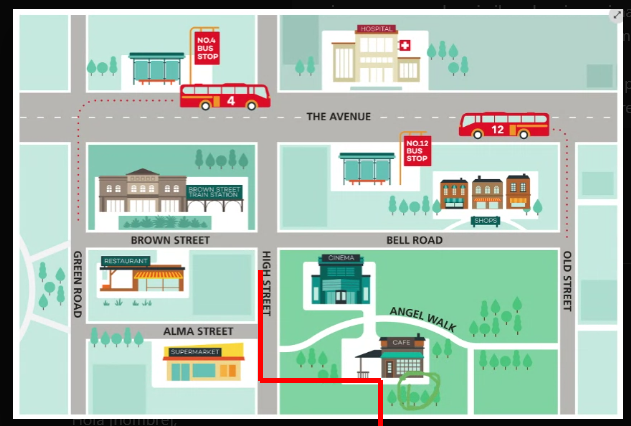 NO.4
BUS
STOP
HOSPITAL
4
THE AVENUE
12
NO.12
BUS
STOP
BROWN STREET
TRAIN STATION
SHOPS
BROWN STREET
BELL ROAD
GREEN ROAD
RESTAURANT
HIGH STREET
CINEMA
OLD STREET
ANGEL WALK
ALMA STREET
SUPERMARKET
CAFE
Hola [nombre],